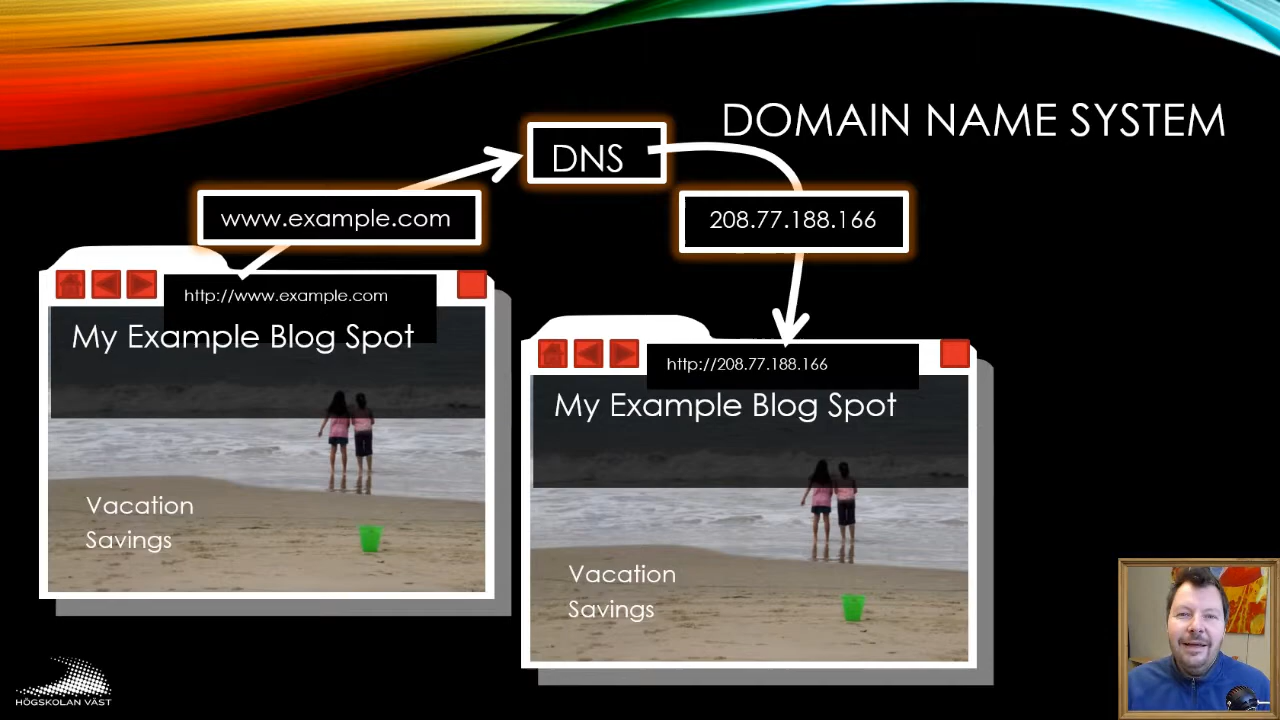 DOMAIN NAME SYSTEM
DNS
www.example.com
208.77.188.166
http://www.example.com
My Example Blog Spot
Vacation
Savings
http://208.77.188.166
My Example Blog Spot
Vacation
Savings
HÖGSKOLAN VÄST